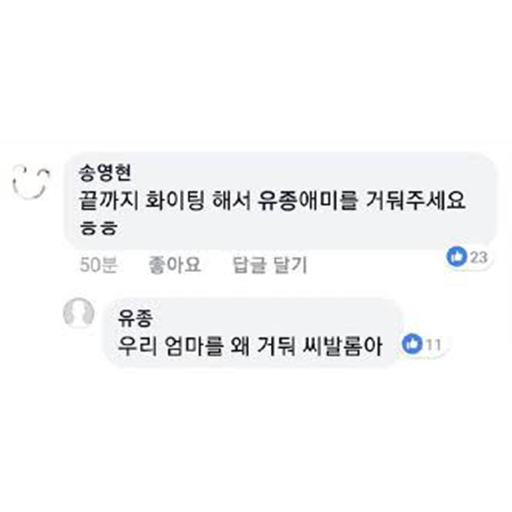 송영현
끝까지 화이팅 해서 유종애미를 거둬주세요
ㅎㅎ
50분 좋아요 답글 달기 23
유종
우리 엄마를 왜 거둬 씨발롬아 11